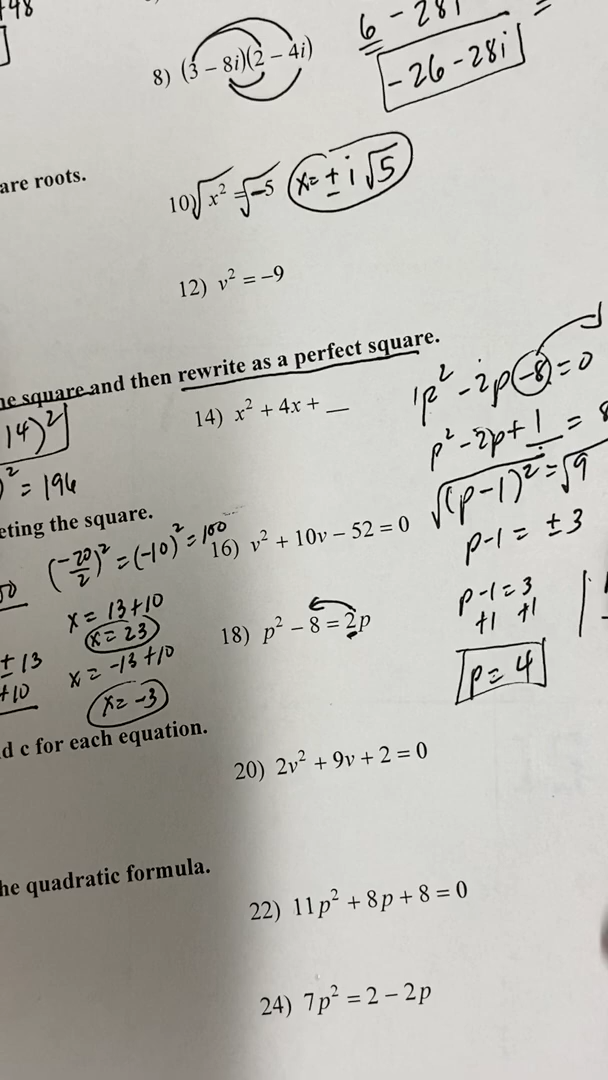 +48
8) (3 – 8i)(2 – 4i)
6 - 28i
=
-26-28i
are roots.
10) √x² = √–5 x = ± i √5
12) v² = –9
he square and then rewrite as a perfect square.
14)²
14) x² + 4x + __
² = 196
1p² - 2p - 8 = 0
p² - 2p + 1 = 8
√(p-1)² = √9
p-1 = ±3
p-1 = 3
+1 +1
p = 4
eting the square.
(-20/2)² = (-10)² = 100
16) v² + 10v – 52 = 0
x = 13+10
x = 23
± 13
x = -13+10
+10
x = -3
18) p² – 8 = 2p
d c for each equation.
20) 2v² + 9v + 2 = 0
he quadratic formula.
22) 11p² + 8p + 8 = 0
24) 7p² = 2 – 2p